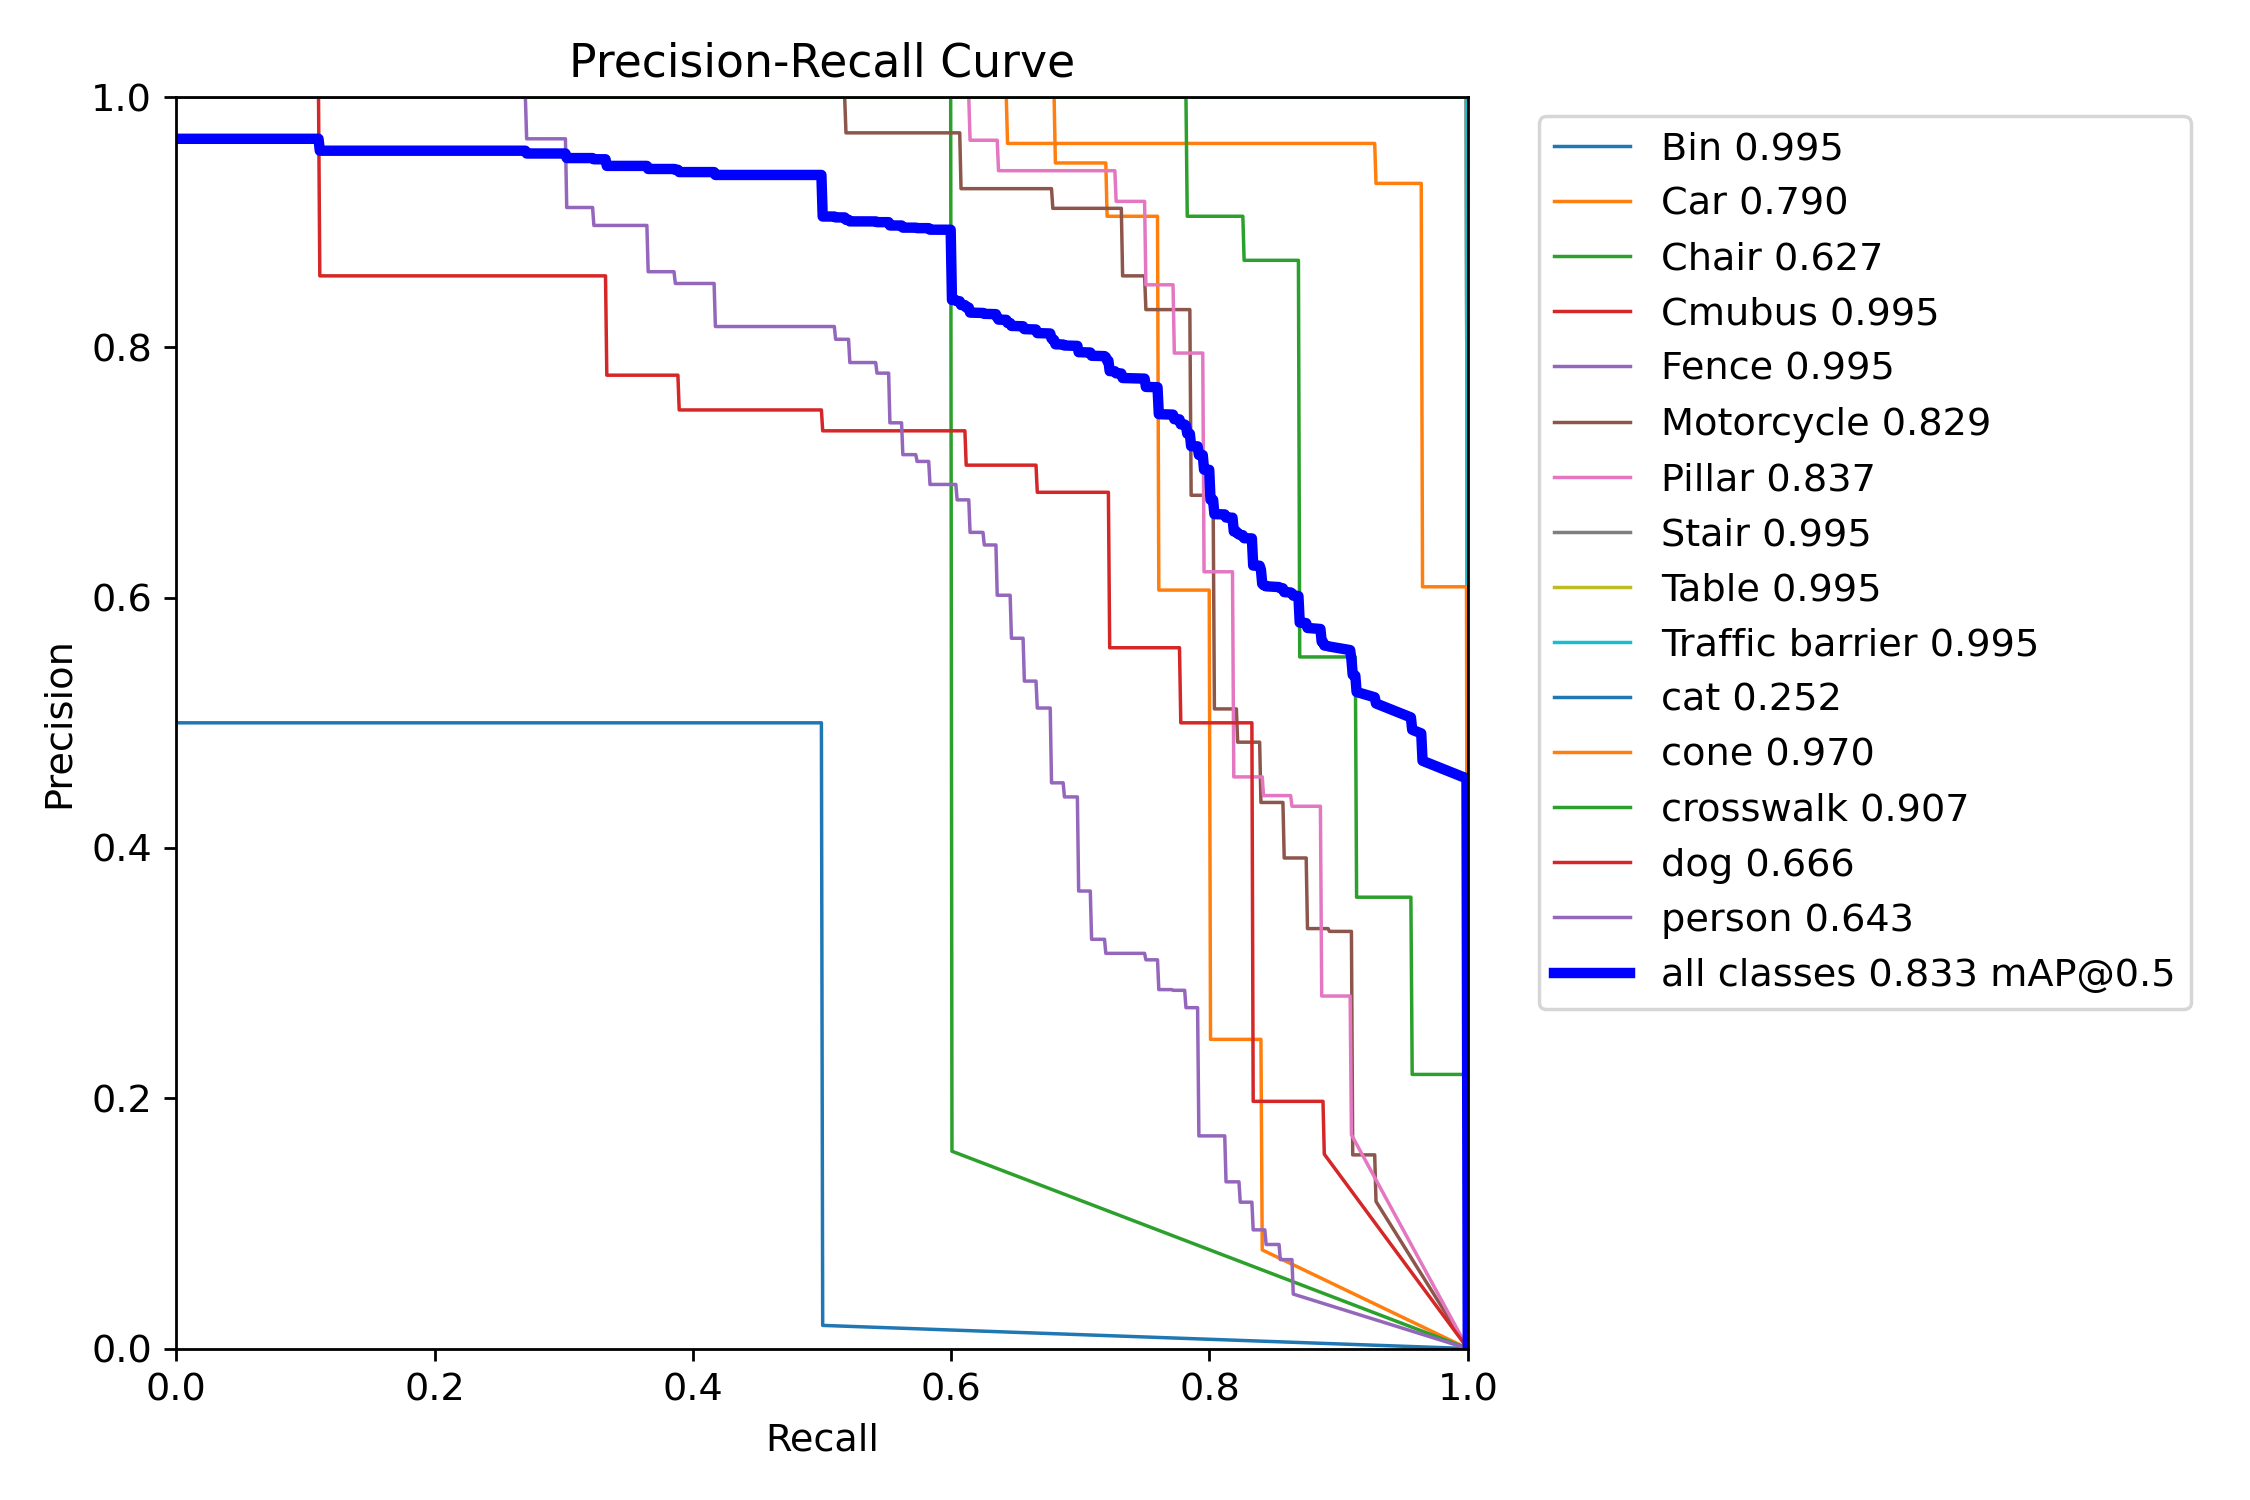 Precision-Recall Curve
1.0
0.8
0.6
0.4
0.2
0.0
Precision
0.0 0.2 0.4 0.6 0.8 1.0
Recall
Bin 0.995
Car 0.790
Chair 0.627
Cmubus 0.995
Fence 0.995
Motorcycle 0.829
Pillar 0.837
Stair 0.995
Table 0.995
Traffic barrier 0.995
cat 0.252
cone 0.970
crosswalk 0.907
dog 0.666
person 0.643
all classes 0.833 mAP@0.5